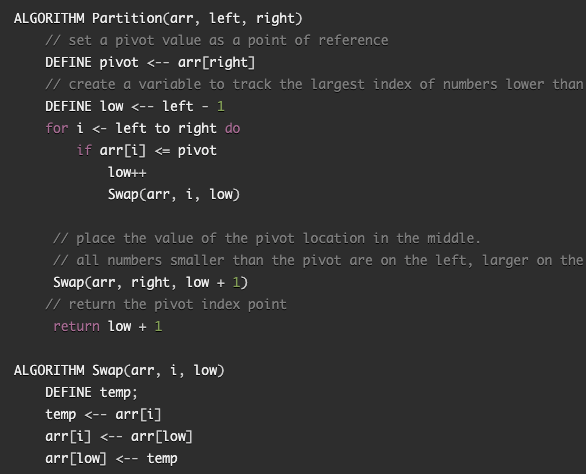 ALGORITHM Partition(arr, left, right)
    // set a pivot value as a point of reference
    DEFINE pivot <-- arr[right]
    // create a variable to track the largest index of numbers lower than
    DEFINE low <-- left - 1
    for i <- left to right do
        if arr[i] <= pivot
            low++
            Swap(arr, i, low)

     // place the value of the pivot location in the middle.
     // all numbers smaller than the pivot are on the left, larger on the
     Swap(arr, right, low + 1)
    // return the pivot index point
     return low + 1

ALGORITHM Swap(arr, i, low)
    DEFINE temp;
    temp <-- arr[i]
    arr[i] <-- arr[low]
    arr[low] <-- temp